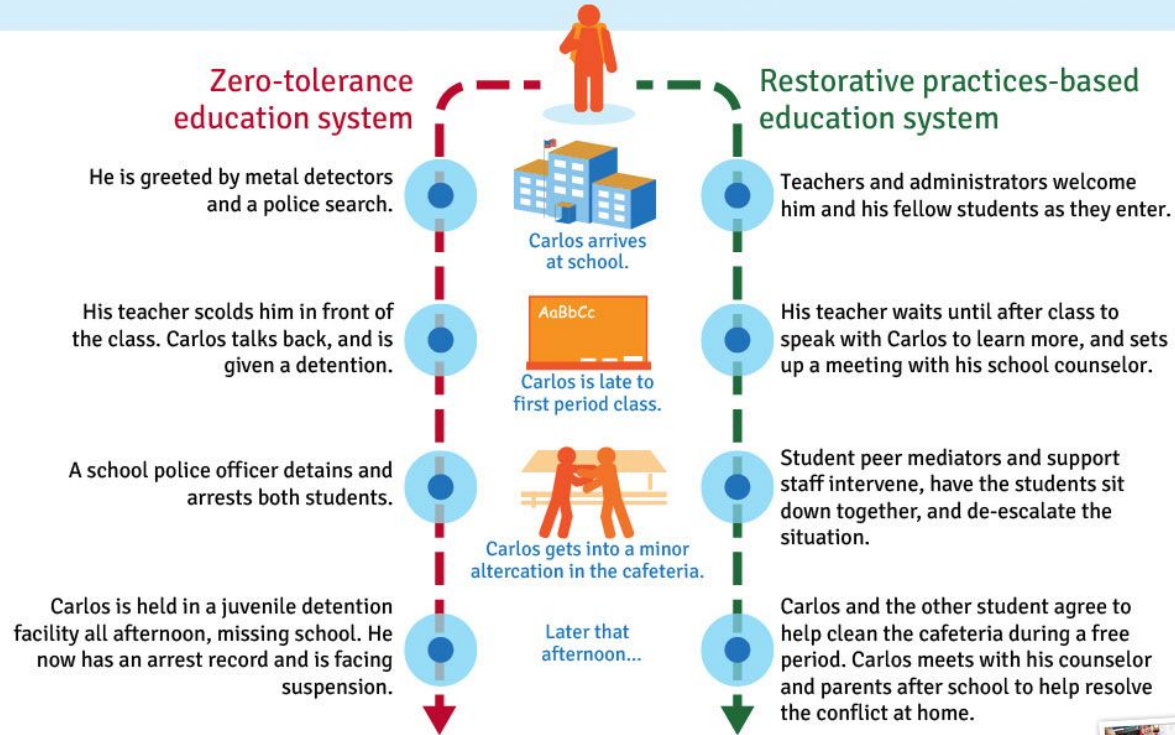 Zero-tolerance
education system
Restorative practices-based
education system
He is greeted by metal detectors
and a police search.
Carlos arrives
at school.
Teachers and administrators welcome
him and his fellow students as they enter.
His teacher scolds him in front of
the class. Carlos talks back, and is
given a detention.
AaBbCc
Carlos is late to
first period class.
His teacher waits until after class to
speak with Carlos to learn more, and sets
up a meeting with his school counselor.
A school police officer detains and
arrests both students.
Carlos gets into a minor
altercation in the cafeteria.
Student peer mediators and support
staff intervene, have the students sit
down together, and de-escalate the
situation.
Carlos is held in a juvenile detention
facility all afternoon, missing school. He
now has an arrest record and is facing
suspension.
Later that
afternoon...
Carlos and the other student agree to
help clean the cafeteria during a free
period. Carlos meets with his counselor
and parents after school to help resolve
the conflict at home.